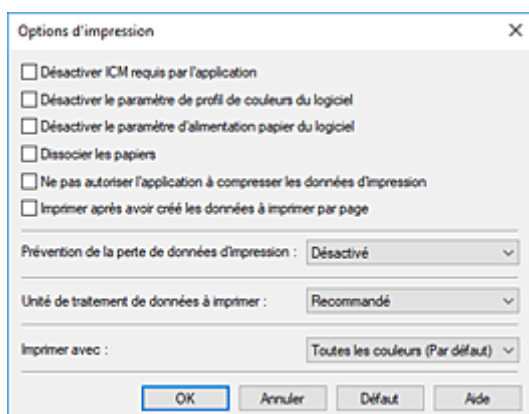 Options d'impression
Désactiver ICM requis par l'application
Désactiver le paramètre de profil de couleurs du logiciel
Désactiver le paramètre d'alimentation papier du logiciel
Dissocier les papiers
Ne pas autoriser l'application à compresser les données d'impression
Imprimer après avoir créé les données à imprimer par page
Prévention de la perte de données d'impression : Désactivé
Unité de traitement de données à imprimer : Recommandé
Imprimer avec : Toutes les couleurs (Par défaut)
OK Annuler Défaut Aide